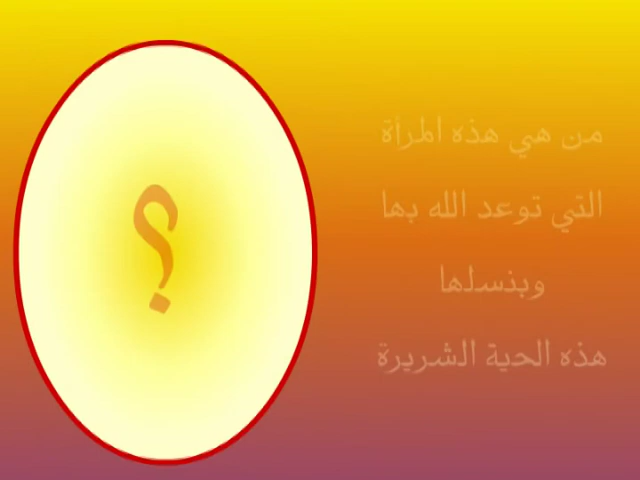 من هي هذه المرأة
التي توعد الله بها
وبنسلها
هذه الحية الشريرة
؟